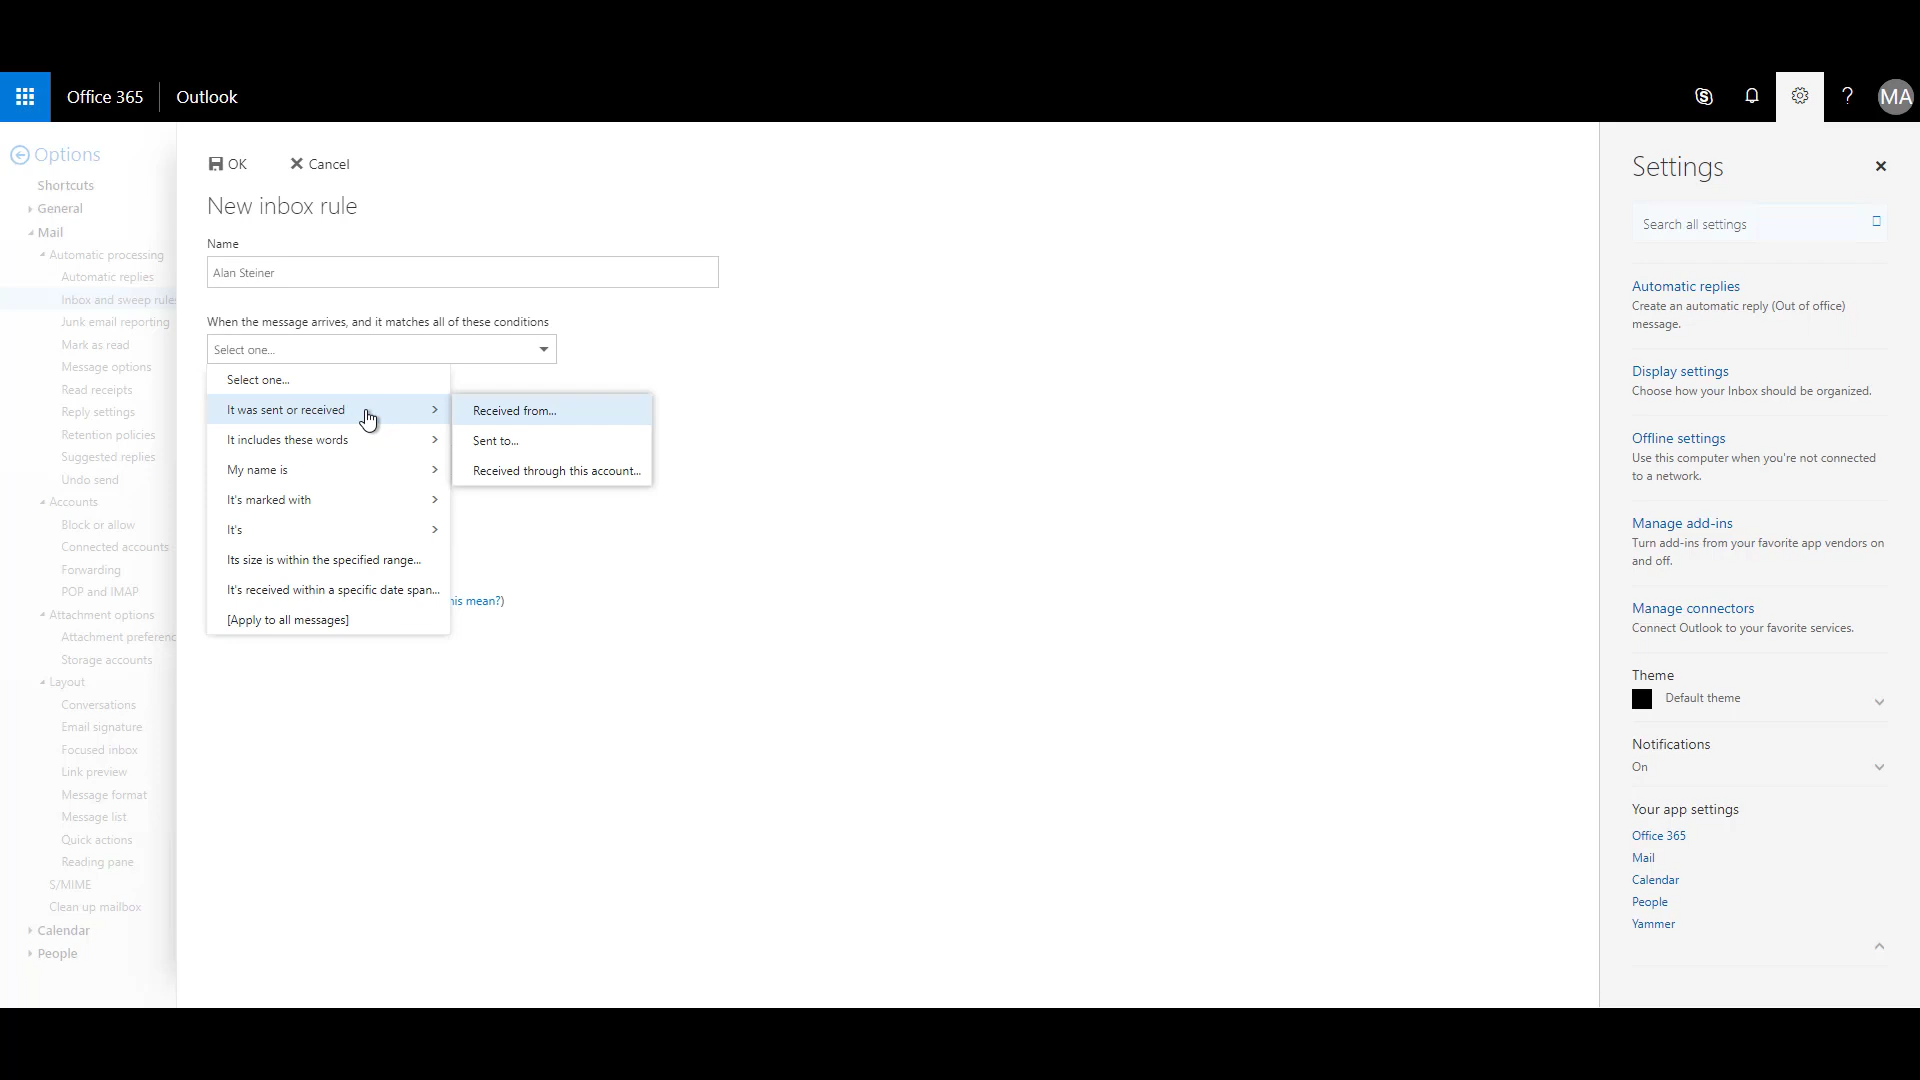 Office 365
Outlook
MA
Options
Shortcuts
General
Mail
Automatic processing
Automatic replies
Inbox and sweep rules
Junk email reporting
Mark as read
Message options
Read receipts
Reply settings
Retention policies
Suggested replies
Undo send
Accounts
Block or allow
Connected accounts
Forwarding
POP and IMAP
Attachment options
Attachment preferenc
Storage accounts
Layout
Conversations
Email signature
Focused inbox
Link preview
Message format
Message list
Quick actions
Reading pane
S/MIME
Clean up mailbox
Calendar
People
OK
Cancel
New inbox rule
Name
Alan Steiner
When the message arrives, and it matches all of these conditions
Select one...
Select one...
It was sent or received
It includes these words
My name is
It's marked with
It's
Its size is within the specified range...
It's received within a specific date span...
[Apply to all messages]
Received from...
Sent to...
Received through this account...
his mean?)
Settings
Search all settings
Automatic replies
Create an automatic reply (Out of office)
message.
Display settings
Choose how your Inbox should be organized.
Offline settings
Use this computer when you're not connected
to a network.
Manage add-ins
Turn add-ins from your favorite app vendors on
and off.
Manage connectors
Connect Outlook to your favorite services.
Theme
Default theme
Notifications
On
Your app settings
Office 365
Mail
Calendar
People
Yammer